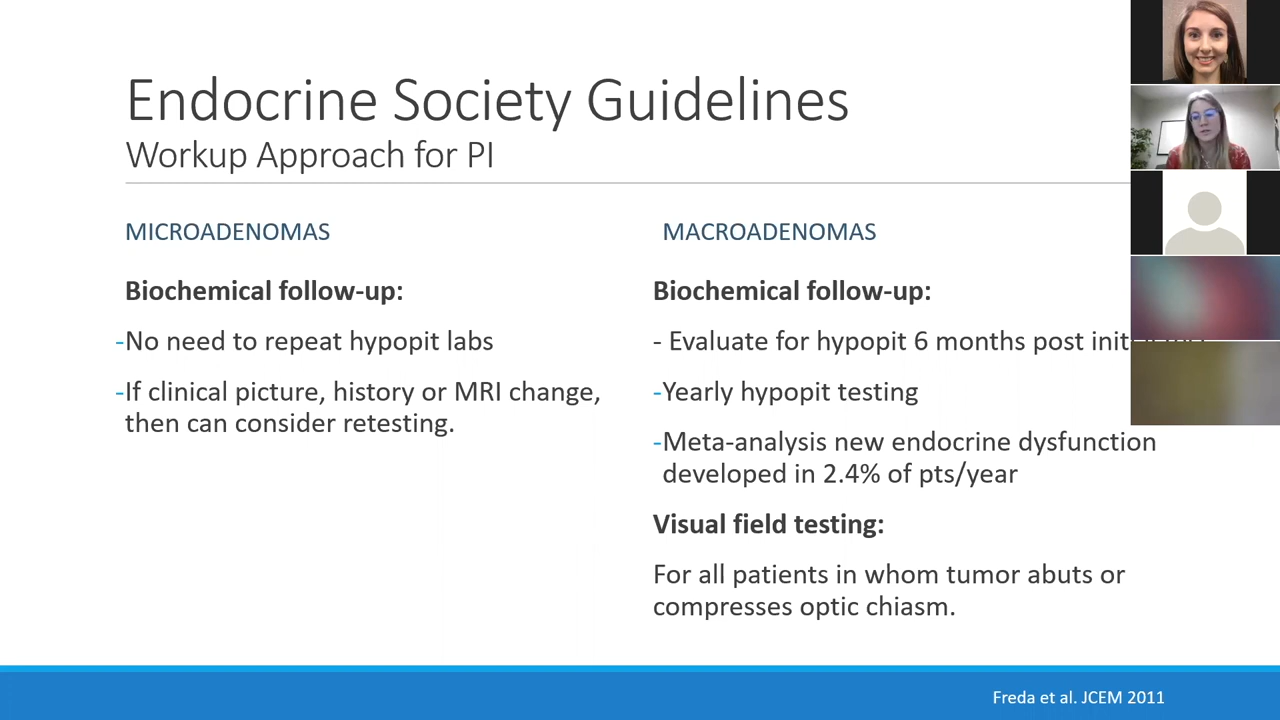 Endocrine Society Guidelines
Workup Approach for PI
MICROADENOMAS
Biochemical follow-up:
-No need to repeat hypopit labs
-If clinical picture, history or MRI change,
then can consider retesting.
MACROADENOMAS
Biochemical follow-up:
- Evaluate for hypopit 6 months post
-Yearly hypopit testing
-Meta-analysis new endocrine dysfunction
developed in 2.4% of pts/year
Visual field testing:
For all patients in whom tumor abuts or
compresses optic chiasm.
Freda et al. JCEM 2011